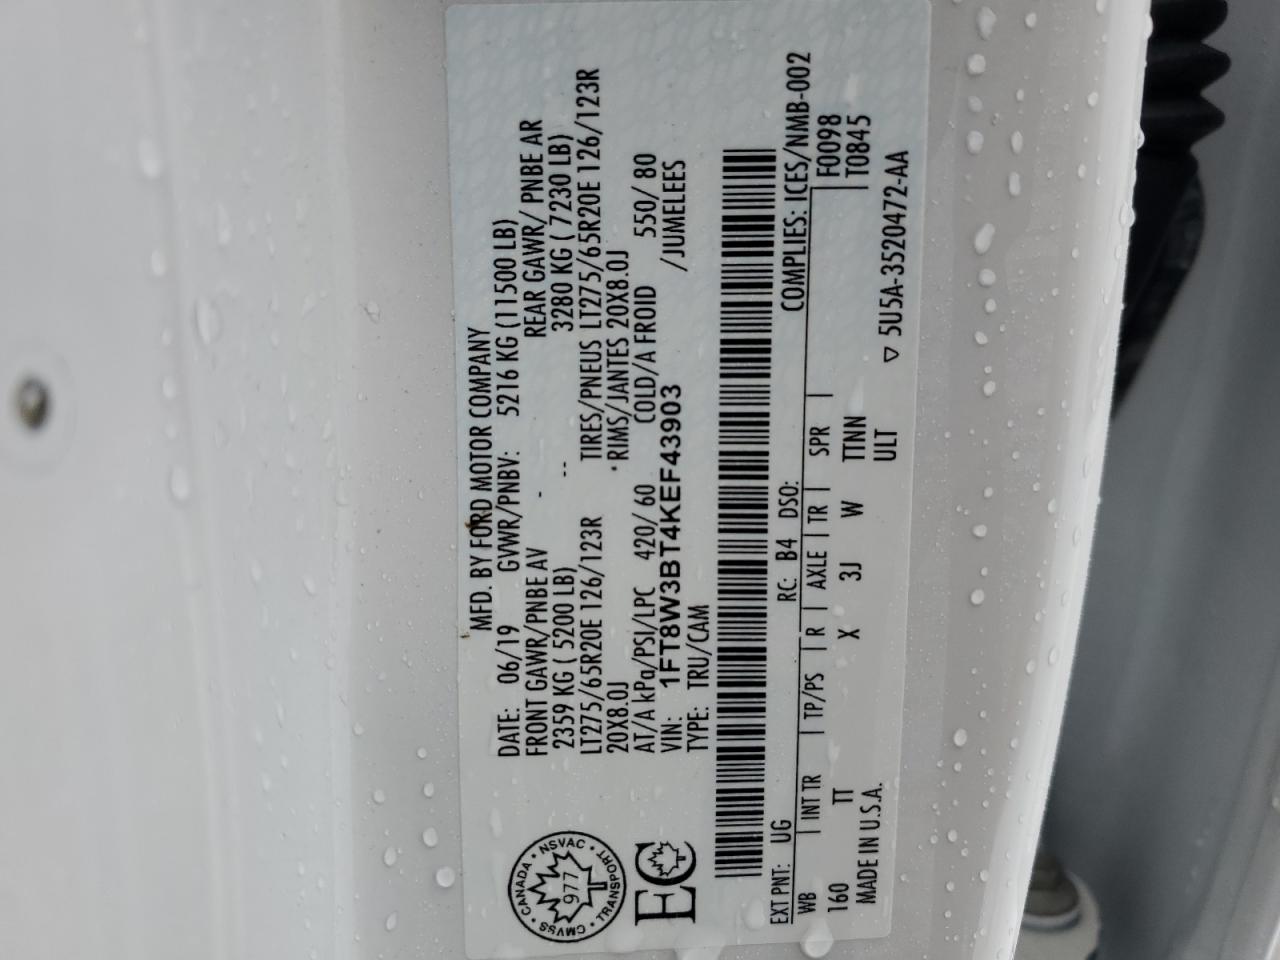 MFD. BY FORD MOTOR COMPANY
DATE: 06/19 GVWR/PNBV: 5216 KG (11500 LB)
FRONT GAWR/PNBE AV - REAR GAWR/ PNBE AR
2359 KG ( 5200 LB) -- 3280 KG ( 7230 LB)
LT275/65R20E 126/123R TIRES/PNEUS LT275/65R20E 126/123R
20X8.0J RIMS/JANTES 20X8.0J
AT/A kPa/PSI/LPC 420/ 60 COLD/A FROID 550/ 80
VIN: 1FT8W3BT4KEF43903 /JUMELEES
TYPE: TRU/CAM
CANADA • NSVAC • TRANSPORT • CMVSS •
977
EC
COMPLIES: ICES/NMB-002
EXT PNT: UG RC: B4 DSO: F0098
WB INT TR TP/PS R AXLE TR SPR T0845
160 TT X 3J W TTNN
MADE IN U.S.A. ULT
▽ 5U5A-3520472-AA